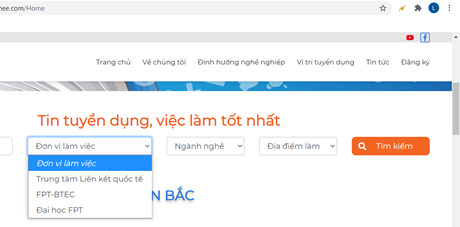 nee.com/Home
L
Trang chủ Về chúng tôi Định hướng nghề nghiệp Vị trí tuyển dụng Tin tức Đăng ký
Tin tuyển dụng, việc làm tốt nhất
Đơn vị làm việc Ngành nghề Địa điểm làm Tìm kiếm
Đơn vị làm việc
Trung tâm Liên kết quốc tế
FPT-BTEC
Đại học FPT
BẮC